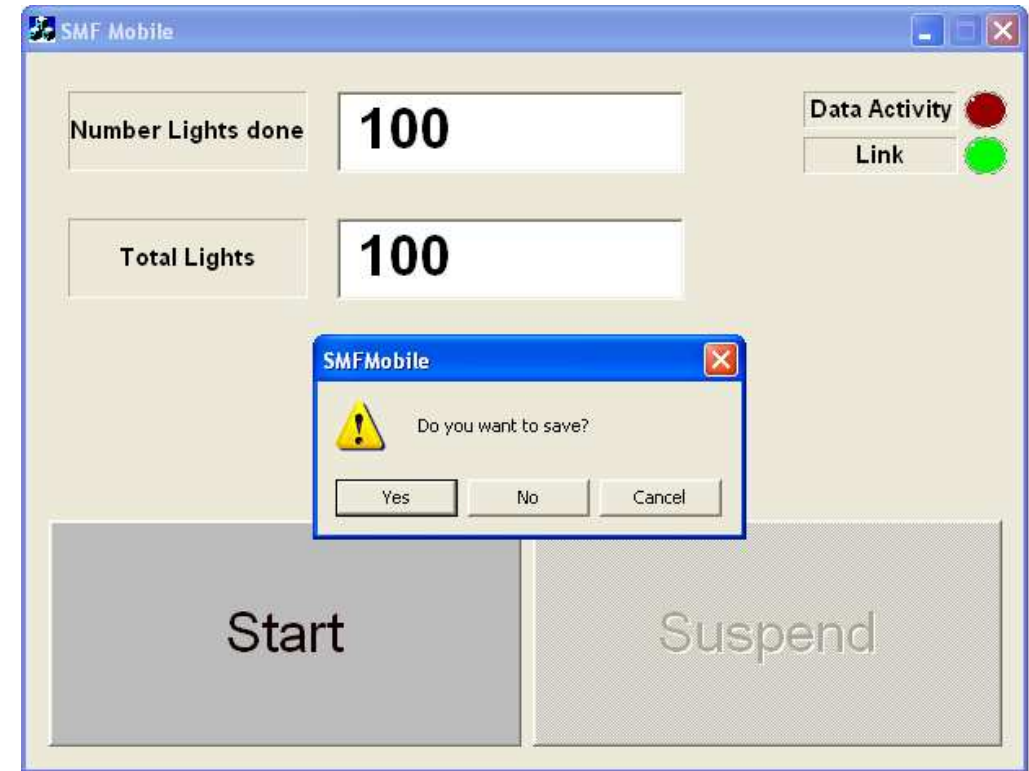 SMF Mobile
Number Lights done
100
Data Activity
Link
Total Lights
100
SMFMobile
Do you want to save?
Yes
No
Cancel
Start
Suspend